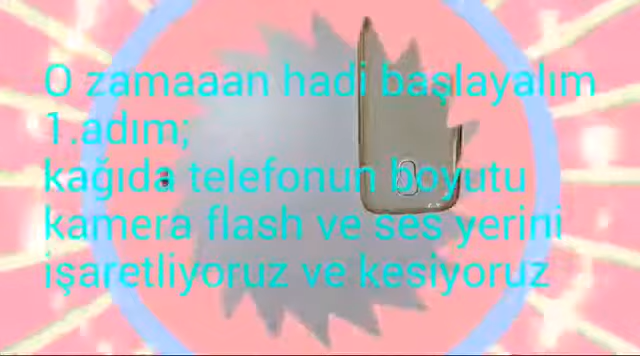 O zamaaan hadi başlayalım
1.adım;
kağıda telefonun boyutu
kamera flash ve ses yerini
işaretliyoruz ve kesiyoruz